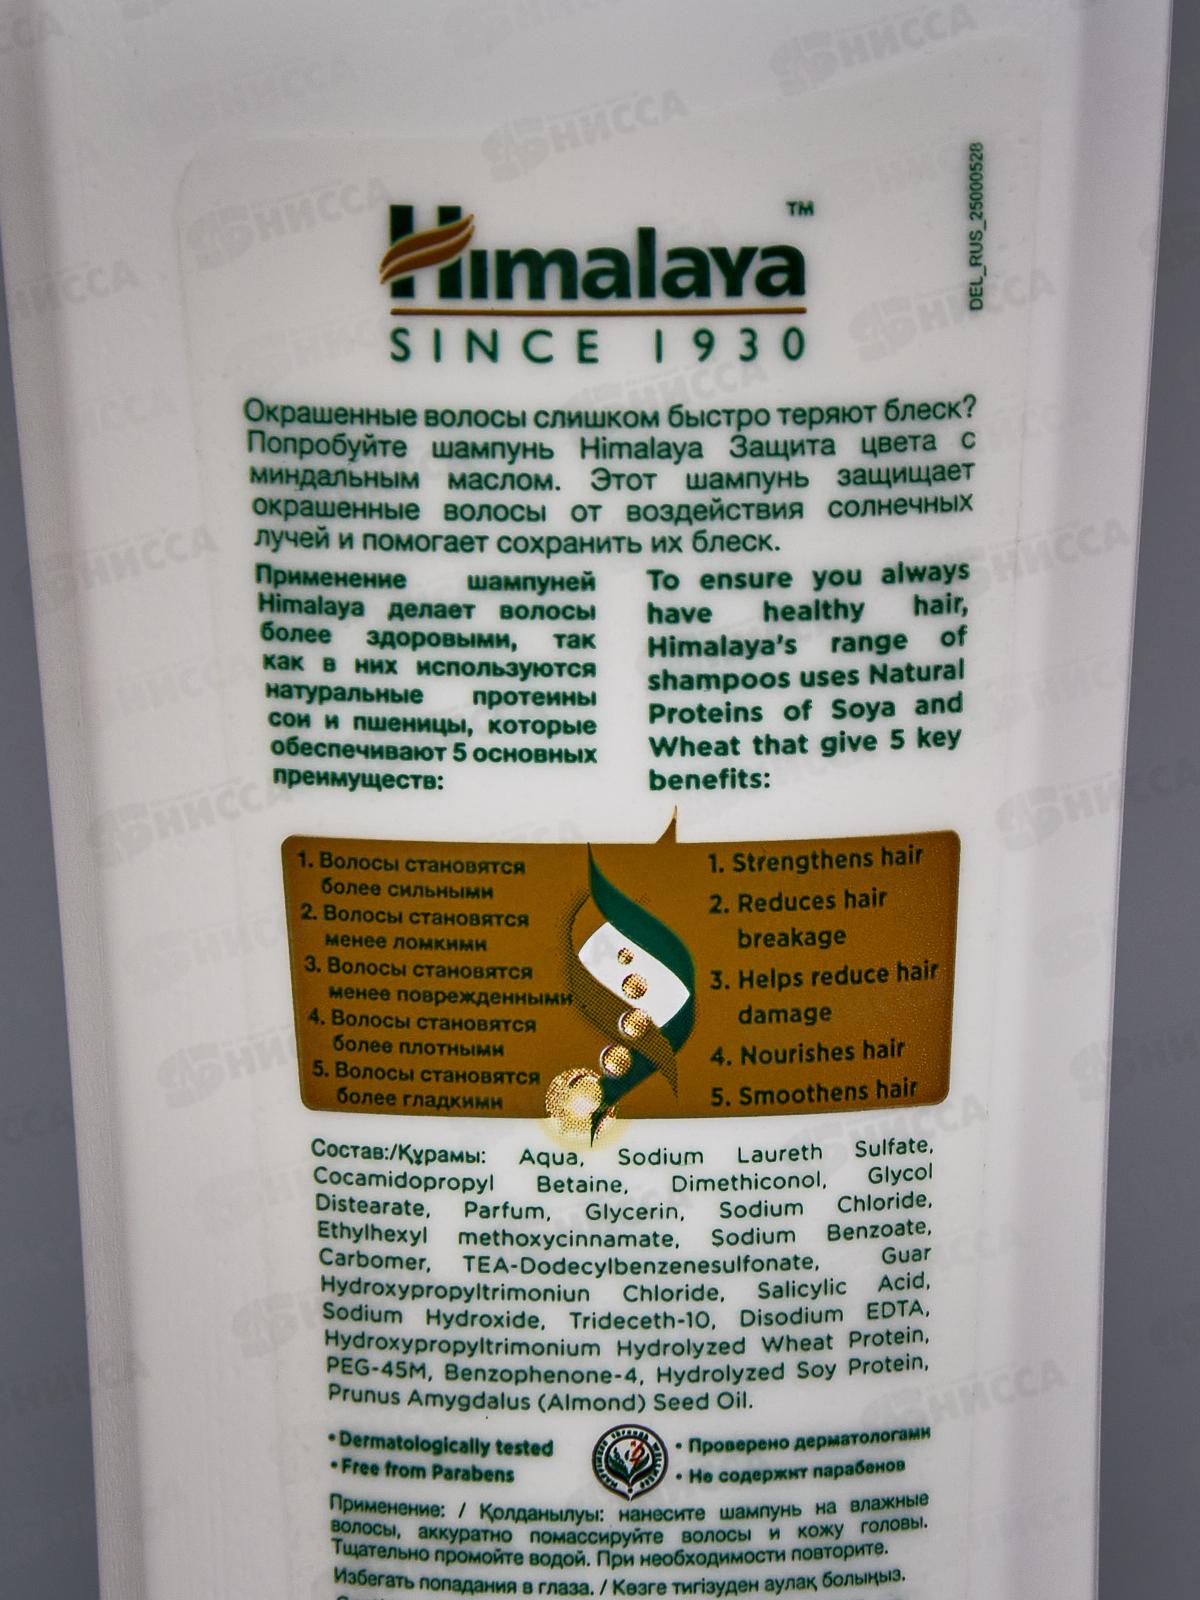 Himalaya™
SINCE 1930
DEL_RUS_25000528
Окрашенные волосы слишком быстро теряют блеск?
Попробуйте шампунь Himalaya Защита цвета с
миндальным маслом. Этот шампунь защищает
окрашенные волосы от воздействия солнечных
лучей и помогает сохранить их блеск.
Применение шампуней
Himalaya делает волосы
более здоровыми, так
как в них используются
натуральные протеины
сои и пшеницы, которые
обеспечивают 5 основных
преимуществ:
To ensure you always
have healthy hair,
Himalaya's range of
shampoos uses Natural
Proteins of Soya and
Wheat that give 5 key
benefits:
1. Волосы становятся
более сильными
2. Волосы становятся
менее ломкими
3. Волосы становятся
менее поврежденными
4. Волосы становятся
более плотными
5. Волосы становятся
более гладкими
1. Strengthens hair
2. Reduces hair
breakage
3. Helps reduce hair
damage
4. Nourishes hair
5. Smoothens hair
Состав:/Құрамы: Aqua, Sodium Laureth Sulfate,
Cocamidopropyl Betaine, Dimethiconol, Glycol
Distearate, Parfum, Glycerin, Sodium Chloride,
Ethylhexyl methoxycinnamate, Sodium Benzoate,
Carbomer, TEA-Dodecylbenzenesulfonate, Guar
Hydroxypropyltrimoniun Chloride, Salicylic Acid,
Sodium Hydroxide, Trideceth-10, Disodium EDTA,
Hydroxypropyltrimonium Hydrolyzed Wheat Protein,
PEG-45M, Benzophenone-4, Hydrolyzed Soy Protein,
Prunus Amygdalus (Almond) Seed Oil.
• Dermatologically tested
• Free from Parabens
• Проверено дерматологами
• Не содержит парабенов
Применение: / Қолданылуы: нанесите шампунь на влажные
волосы, аккуратно помассируйте волосы и кожу головы.
Тщательно промойте водой. При необходимости повторите.
Избегать попадания в глаза. / Көзге тигізуден аулақ болыңыз.
НИССА